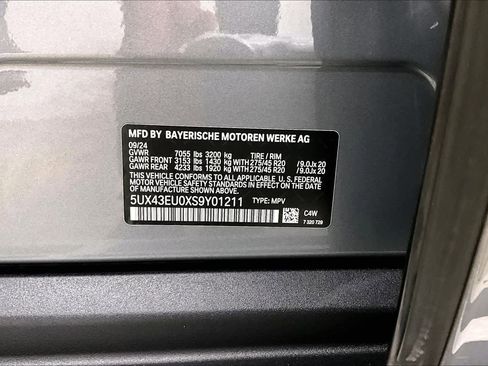 MFD BY BAYERISCHE MOTOREN WERKE AG
09/24
GVWR 7055 lbs 3200 kg TIRE / RIM
GAWR FRONT 3153 lbs 1430 kg WITH 275/45 R20 /9.0Jx 20
GAWR REAR 4233 lbs 1920 kg WITH 275/45 R20 /9.0Jx 20
THIS VEHICLE CONFORMS TO ALL APPLICABLE U. S. FEDERAL
MOTOR VEHICLE SAFETY STANDARDS IN EFFECT ON THE DATE OF
MANUFACTURE SHOWN ABOVE.
5UX43EU0XS9Y01211 TYPE: MPV
C4W
7 320 729